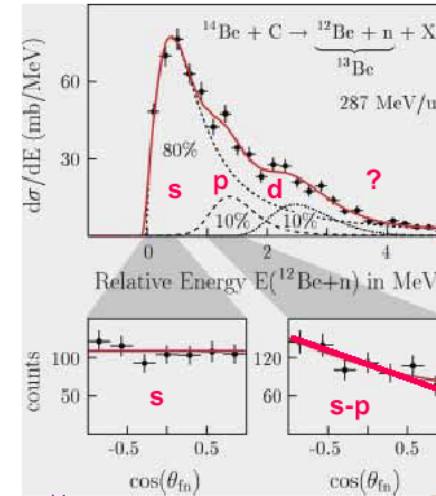 ¹⁴Be + C → ¹²Be + n + X
¹³Be
287 MeV/u
dσ/dE (mb/MeV)
60
30
80%
s
p
d
?
10%
10%
0
2
4
Relative Energy E(¹²Be+n) in MeV
counts
100
50
s
-0.5
0.5
cos(θfn)
120
60
s-p
-0.5
0.5
cos(θfn)